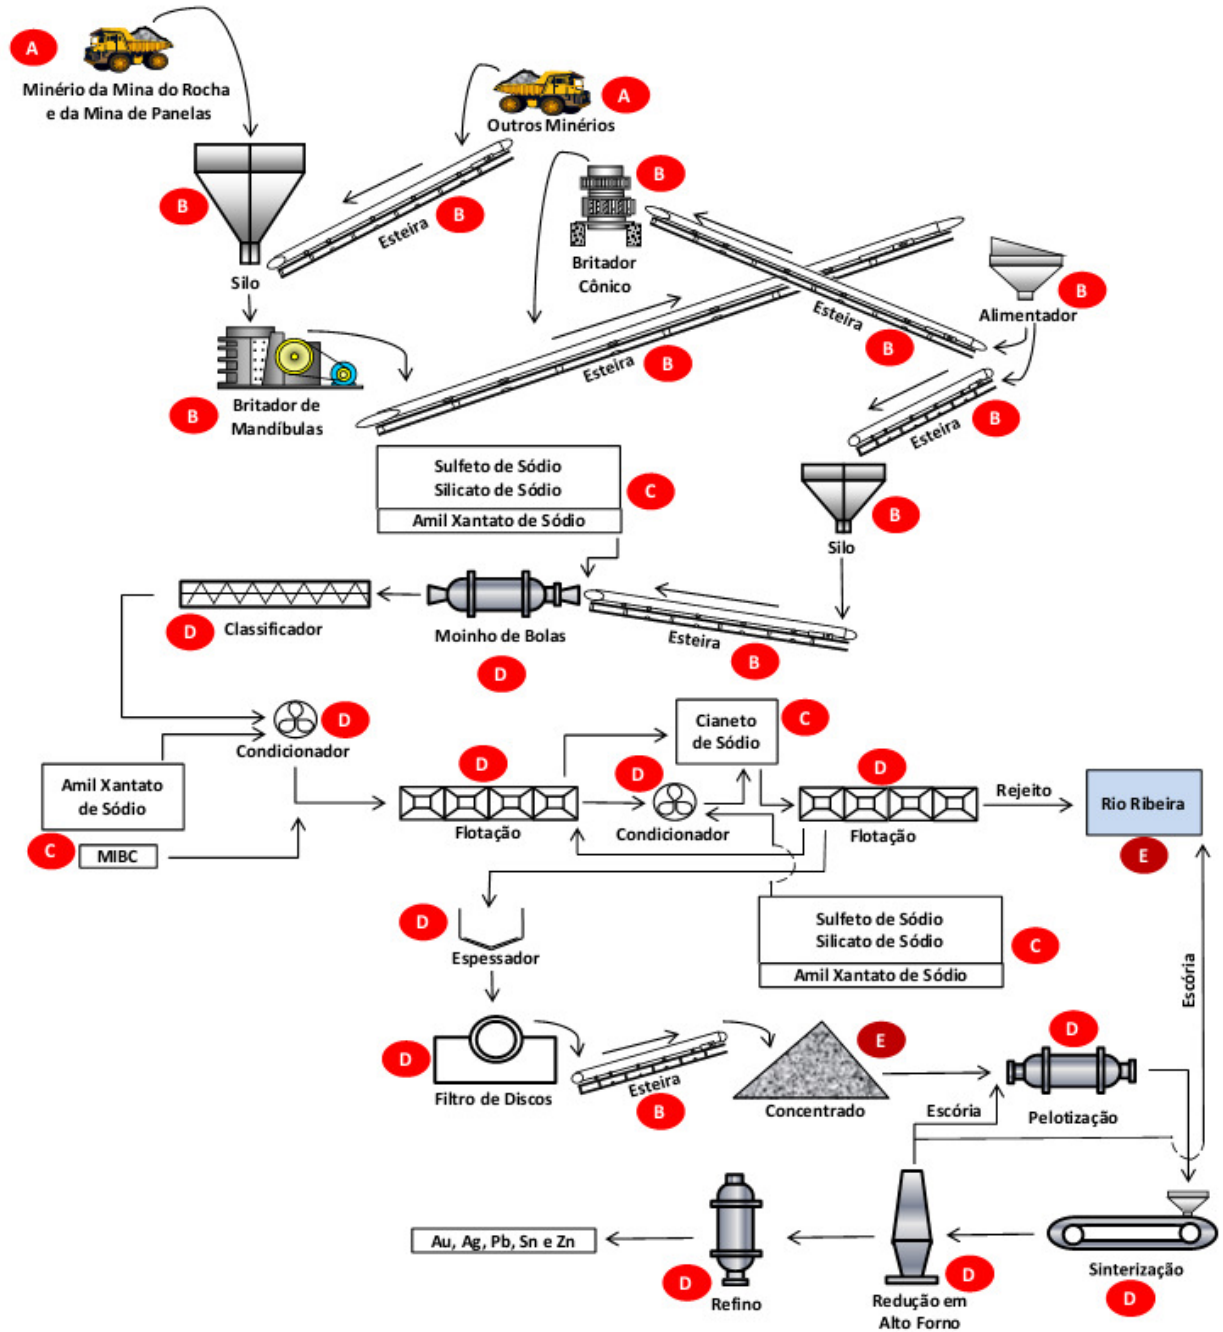 A
Minério da Mina do Rocha
e da Mina de Panelas
A
Outros Minérios
B
Silo
B
Esteira
B
Britador
Cônico
B
Alimentador
B
Esteira
B
Esteira
B
Britador de
Mandíbulas
B
Esteira
Sulfeto de Sódio
Silicato de Sódio
Amil Xantato de Sódio
C
B
Silo
D
Classificador
Moinho de Bolas
D
Esteira
B
D
Condicionador
Amil Xantato
de Sódio
C
MIBC
D
Flotação
D
Condicionador
Cianeto
de Sódio
C
D
Flotação
Rejeito
Rio Ribeira
E
D
Espessador
Sulfeto de Sódio
Silicato de Sódio
Amil Xantato de Sódio
C
Escória
D
Filtro de Discos
Esteira
B
E
Concentrado
Escória
D
Pelotização
Au, Ag, Pb, Sn e Zn
D
Refino
D
Redução em
Alto Forno
Sinterização
D